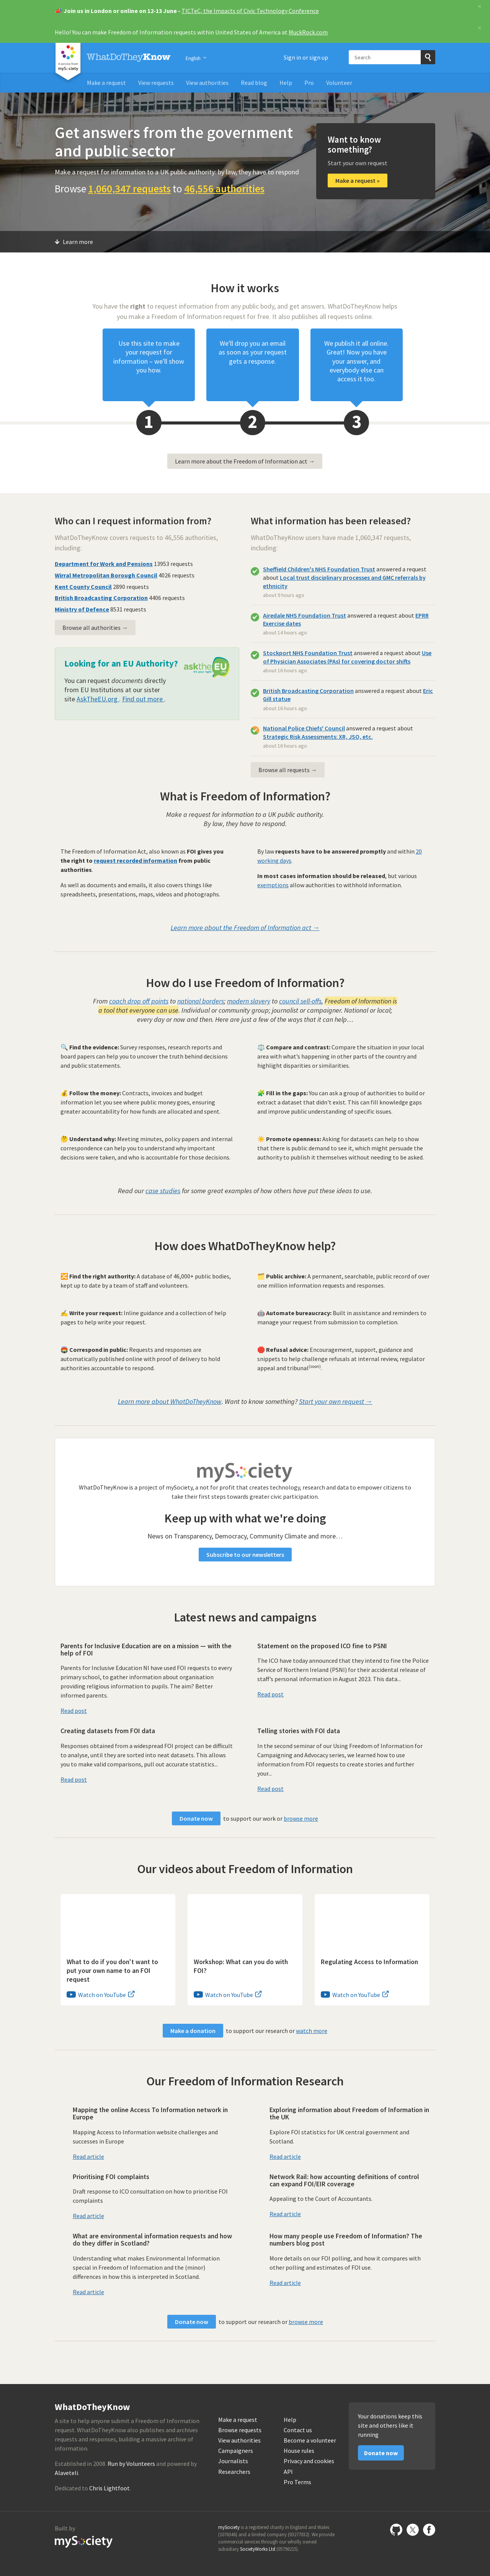 📣 Join us in London or online on 12-13 June - TICTeC, the Impacts of Civic Technology Conference
×
Hello! You can make Freedom of Information requests within United States of America at MuckRock.com
×
correspondence
mySociety
WhatDoTheyKnow
English
Sign in or sign up
Search
Make a request
View requests
View authorities
Read blog
Help
Pro
Volunteer
Get answers from the government and public sector
Make a request for information to a UK public authority: by law, they have to respond
Browse 1,060,347 requests to 46,556 authorities
Want to know something?
Start your own request
Make a request »
Learn more
How it works
You have the right to request information from any public body, and get answers. WhatDoTheyKnow helps
you make a Freedom of Information request for free. It also publishes all requests online.
Use this site to make your request for information – we'll show you how.
We'll drop you an email as soon as your request gets a response.
We publish it all online. Great! Now you have your answer, and everybody else can access it too.
1
2
3
Learn more about the Freedom of Information act →
Who can I request information from?
WhatDoTheyKnow covers requests to 46,556 authorities, including:
Department for Work and Pensions 13953 requests
Wirral Metropolitan Borough Council 4026 requests
Kent County Council 2890 requests
British Broadcasting Corporation 4406 requests
Ministry of Defence 8531 requests
Browse all authorities →
Looking for an EU Authority?
asktheEU
You can request documents directly from EU Institutions at our sister site AskTheEU.org . Find out more .
What information has been released?
WhatDoTheyKnow users have made 1,060,347 requests, including:
Sheffield Children's NHS Foundation Trust answered a request about Local trust disciplinary processes and GMC referrals by ethnicity
about 9 hours ago
Airedale NHS Foundation Trust answered a request about EPRR Exercise dates
about 14 hours ago
Stockport NHS Foundation Trust answered a request about Use of Physician Associates (PAs) for covering doctor shifts
about 16 hours ago
British Broadcasting Corporation answered a request about Eric Gill statue
about 16 hours ago
National Police Chiefs' Council answered a request about Strategic Risk Assessments: XR, JSO, etc.
about 18 hours ago
Browse all requests →
What is Freedom of Information?
Make a request for information to a UK public authority.
By law, they have to respond.
The Freedom of Information Act, also known as FOI gives you the right to request recorded information from public authorities.
As well as documents and emails, it also covers things like spreadsheets, presentations, maps, videos and photographs.
By law requests have to be answered promptly and within 20 working days.
In most cases information should be released, but various exemptions allow authorities to withhold information.
Learn more about the Freedom of Information act →
How do I use Freedom of Information?
From coach drop off points to national borders; modern slavery to council sell-offs, Freedom of Information is
a tool that everyone can use. Individual or community group; journalist or campaigner. National or local;
every day or now and then. Here are just a few of the ways that it can help…
🔍 Find the evidence: Survey responses, research reports and board papers can help you to uncover the truth behind decisions and public statements.
⚖️ Compare and contrast: Compare the situation in your local area with what's happening in other parts of the country and highlight disparities or similarities.
💰 Follow the money: Contracts, invoices and budget information let you see where public money goes, ensuring greater accountability for how funds are allocated and spent.
🧩 Fill in the gaps: You can ask a group of authorities to build or extract a dataset that didn't exist. This can fill knowledge gaps and improve public understanding of specific issues.
🤔 Understand why: Meeting minutes, policy papers and internal correspondence can help you to understand why important decisions were taken, and who is accountable for those decisions.
☀️ Promote openness: Asking for datasets can help to show that there is public demand to see it, which might persuade the authority to publish it themselves without needing to be asked.
Read our case studies for some great examples of how others have put these ideas to use.
How does WhatDoTheyKnow help?
🔀 Find the right authority: A database of 46,000+ public bodies, kept up to date by a team of staff and volunteers.
🗂️ Public archive: A permanent, searchable, public record of over one million information requests and responses.
✍️ Write your request: Inline guidance and a collection of help pages to help write your request.
🤖 Automate bureaucracy: Built in assistance and reminders to manage your request from submission to completion.
📮 Correspond in public: Requests and responses are automatically published online with proof of delivery to hold authorities accountable to respond.
🛑 Refusal advice: Encouragement, support, guidance and snippets to help challenge refusals at internal review, regulator appeal and tribunal(soon)
Learn more about WhatDoTheyKnow. Want to know something? Start your own request →
mySociety
WhatDoTheyKnow is a project of mySociety, a not for profit that creates technology, research and data to empower citizens to take their first steps towards greater civic participation.
Keep up with what we're doing
News on Transparency, Democracy, Community Climate and more…
Subscribe to our newsletters
Latest news and campaigns
Parents for Inclusive Education are on a mission — with the help of FOI
Parents for Inclusive Education NI have used FOI requests to every primary school, to gather information about organisation providing religious information to pupils. The aim? Better informed parents.
Read post
Statement on the proposed ICO fine to PSNI
The ICO have today announced that they intend to fine the Police Service of Northern Ireland (PSNI) for their accidental release of staff's personal information in August 2023. This data...
Read post
Creating datasets from FOI data
Responses obtained from a widespread FOI project can be difficult to analyse, until they are sorted into neat datasets. This allows you to make valid comparisons, pull out accurate statistics...
Read post
Telling stories with FOI data
In the second seminar of our Using Freedom of Information for Campaigning and Advocacy series, we learned how to use information from FOI requests to create stories and further your...
Read post
Donate now to support our work or browse more
Our videos about Freedom of Information
What to do if you don't want to put your own name to an FOI request
Watch on YouTube
Workshop: What can you do with FOI?
Watch on YouTube
Regulating Access to Information
Watch on YouTube
Make a donation to support our research or watch more
Our Freedom of Information Research
Mapping the online Access To Information network in Europe
Mapping Access to Information website challenges and successes in Europe
Read article
Exploring information about Freedom of Information in the UK
Explore FOI statistics for UK central government and Scotland.
Read article
Prioritising FOI complaints
Draft response to ICO consultation on how to prioritise FOI complaints
Read article
Network Rail: how accounting definitions of control can expand FOI/EIR coverage
Appealing to the Court of Accountants.
Read article
What are environmental information requests and how do they differ in Scotland?
Understanding what makes Environmental Information special in Freedom of Information and the (minor) differences in how this is interpreted in Scotland.
Read article
How many people use Freedom of Information? The numbers blog post
More details on our FOI polling, and how it compares with other polling and estimates of FOI use.
Read article
Donate now to support our research or browse more
WhatDoTheyKnow
A site to help anyone submit a Freedom of Information request. WhatDoTheyKnow also publishes and archives requests and responses, building a massive archive of information.
Established in 2008. Run by Volunteers and powered by Alaveteli.
Dedicated to Chris Lightfoot.
Make a request
Browse requests
View authorities
Campaigners
Journalists
Researchers
Help
Contact us
Become a volunteer
House rules
Privacy and cookies
API
Pro Terms
Your donations keep this site and others like it running
Donate now
Built by
mySociety
mySociety is a registered charity in England and Wales (1076346) and a limited company (03277032). We provide commercial services through our wholly owned subsidiary SocietyWorks Ltd (05798215).